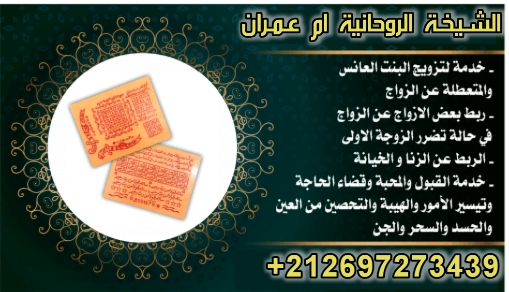 الشيخة الروحانية ام عمران
ـ خدمة لتزويج البنت العانس
والمتعطلة عن الزواج
ـ ربط بعض الازواج عن الزواج
في حالة تضرر الزوجة الاولى
ـ الربط عن الزنا و الخيانة
ـ خدمة القبول والمحبة وقضاء الحاجة
وتيسير الأمور والهيبة والتحصين من العين
والحسد والسحر والجن
+212697273439